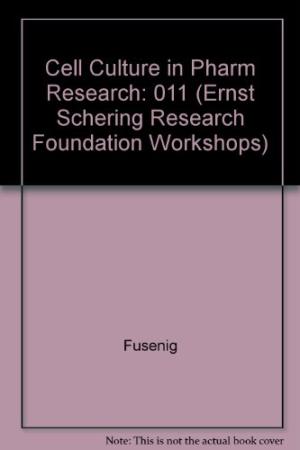 Cell Culture in Pharm
Research: 011 (Ernst
Schering Research
Foundation Workshops)
Fusenig
Note: This is not the actual book cover